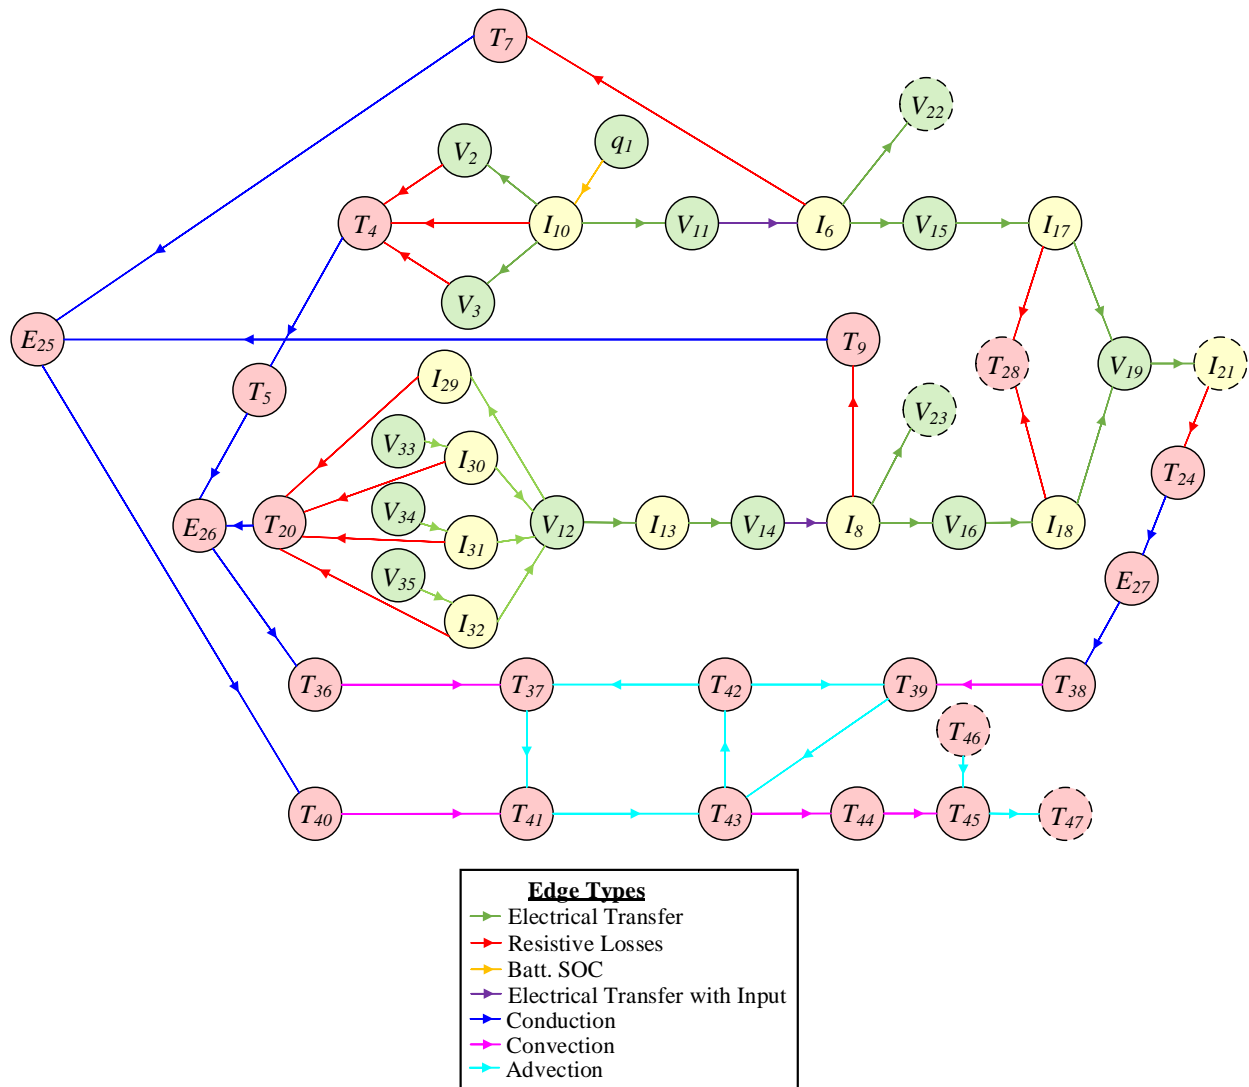 T7
V22
V2
q1
T4
I10
V11
I6
V15
I17
V3
E25
T9
T28
V19
I21
T5
I29
V23
V33
I30
T24
V34
E26
T20
I31
V12
I13
V14
I8
V16
I18
V35
E27
I32
T36
T37
T42
T39
T38
T46
T40
T41
T43
T44
T45
T47
Edge Types
Electrical Transfer
Resistive Losses
Batt. SOC
Electrical Transfer with Input
Conduction
Convection
Advection